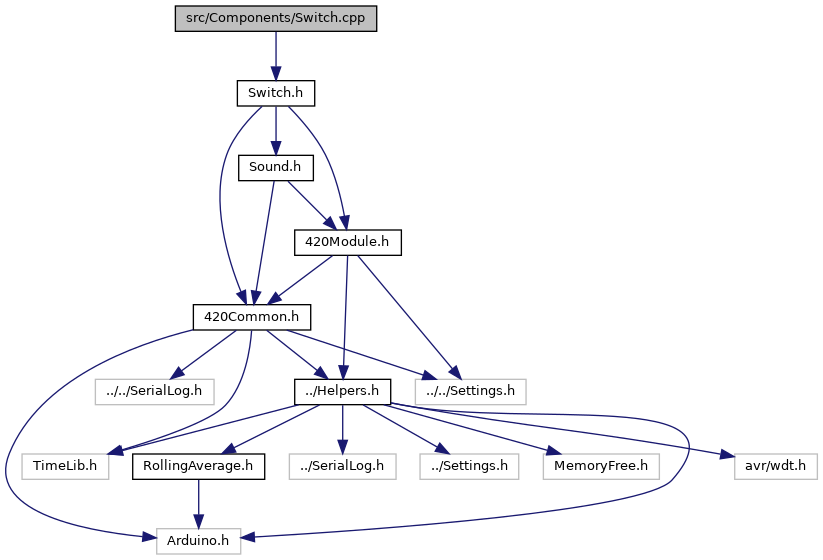 src/Components/Switch.cpp
Switch.h
Sound.h
420Module.h
420Common.h
../../SerialLog.h
../Helpers.h
../../Settings.h
TimeLib.h
RollingAverage.h
../SerialLog.h
../Settings.h
MemoryFree.h
avr/wdt.h
Arduino.h